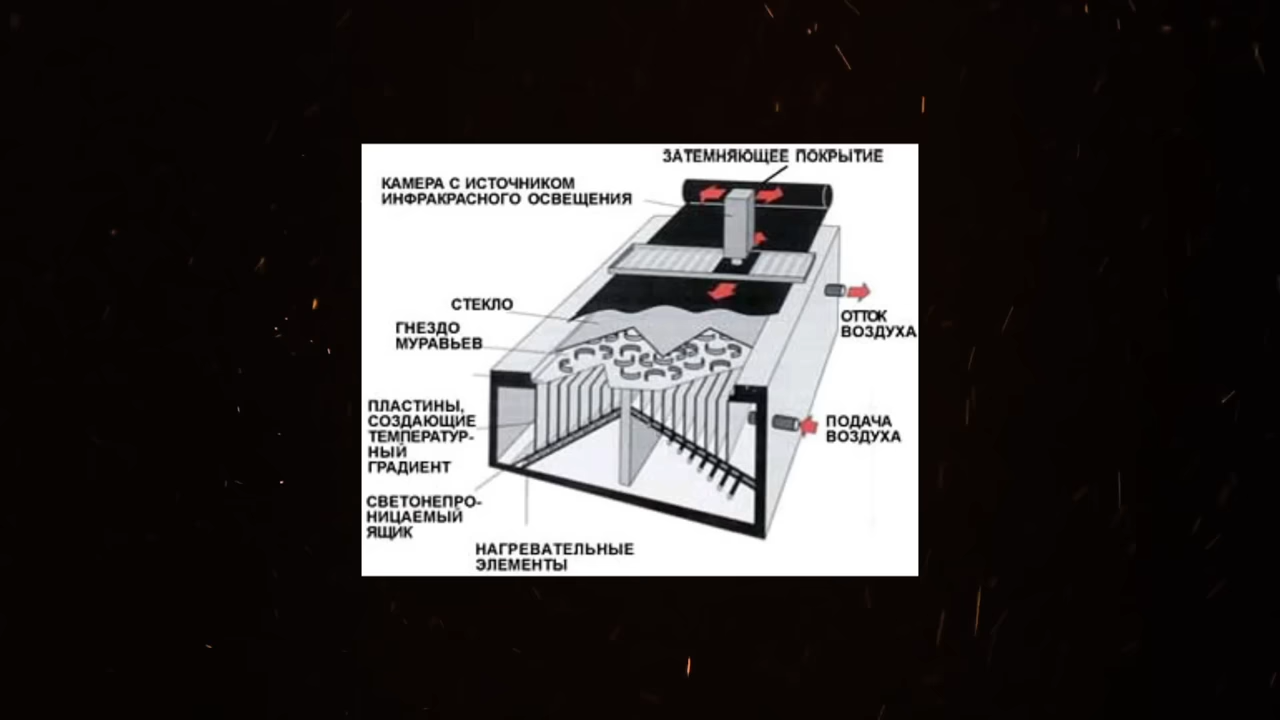 ЗАТЕМНЯЮЩЕЕ ПОКРЫТИЕ
КАМЕРА С ИСТОЧНИКОМ
ИНФРАКРАСНОГО ОСВЕЩЕНИЯ
СТЕКЛО
ГНЕЗДО
МУРАВЬЕВ
ОТТОК
ВОЗДУХА
ПЛАСТИНЫ,
СОЗДАЮЩИЕ
ТЕМПЕРАТУР-
НЫЙ
ГРАДИЕНТ
ПОДАЧА
ВОЗДУХА
СВЕТОНЕПРО-
НИЦАЕМЫЙ
ЯЩИК
НАГРЕВАТЕЛЬНЫЕ
ЭЛЕМЕНТЫ